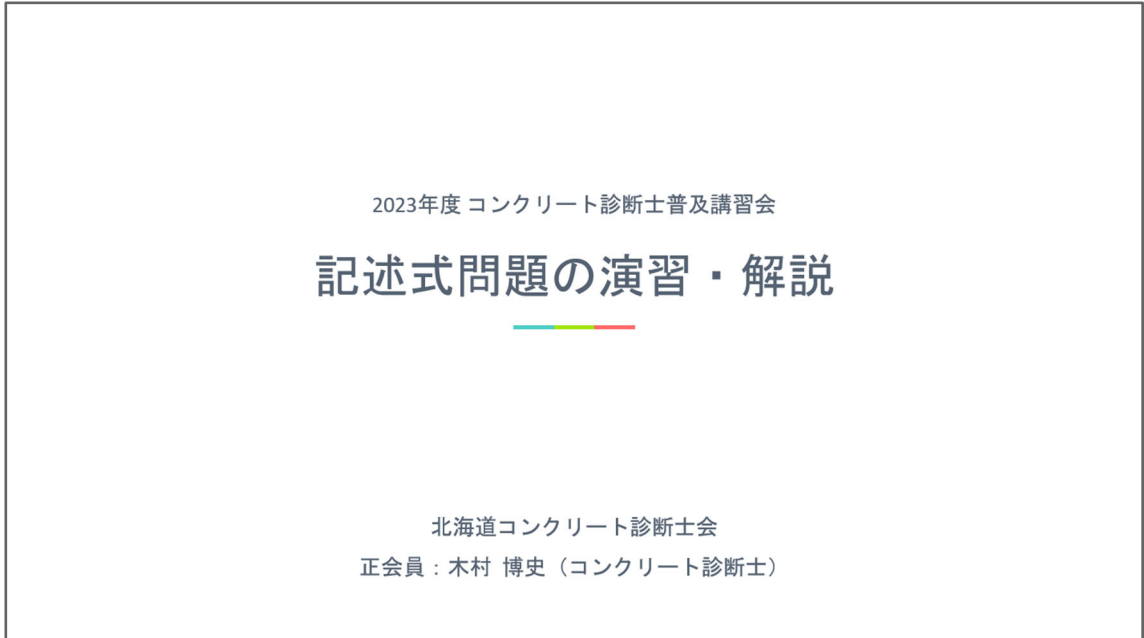 2023年度 コンクリート診断士普及講習会
記述式問題の演習・解説
北海道コンクリート診断士会
正会員：木村 博史（コンクリート診断士）